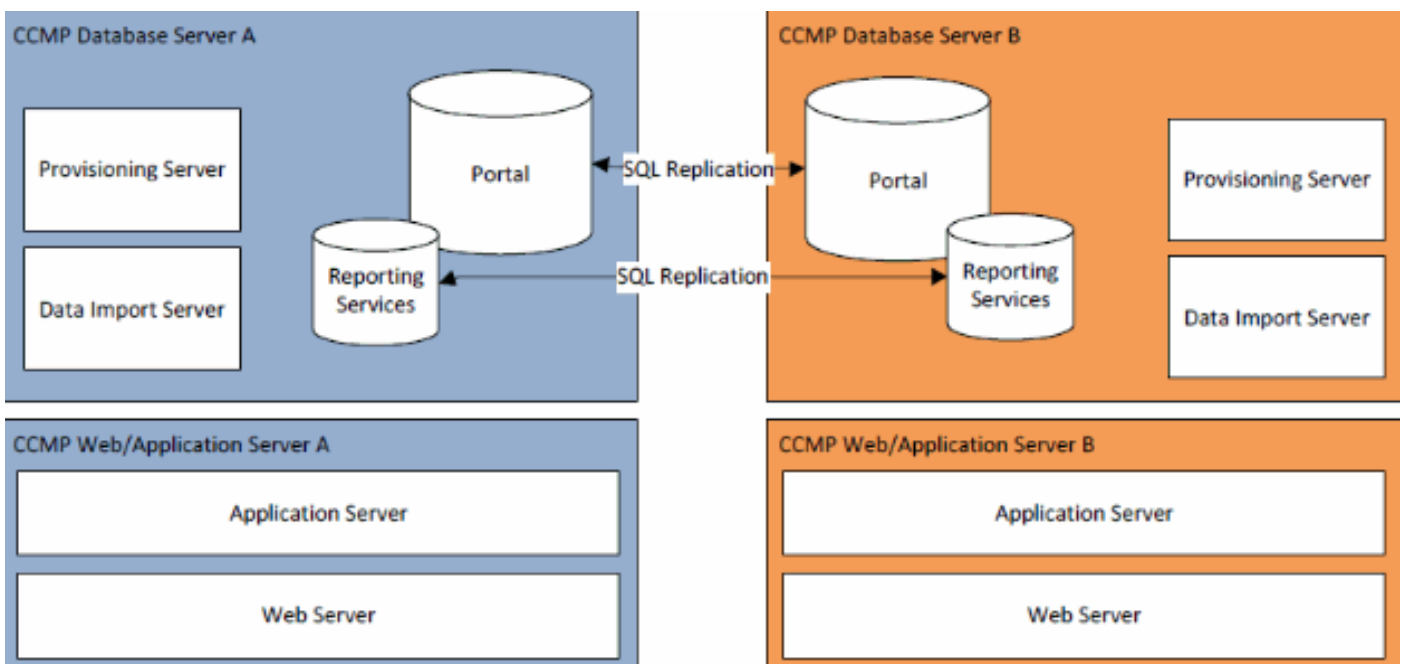 CCMP Database Server A
Provisioning Server
Data Import Server
Portal
Reporting
Services
SQL Replication
SQL Replication
CCMP Database Server B
Portal
Reporting
Services
Provisioning Server
Data Import Server
CCMP Web/Application Server A
Application Server
Web Server
CCMP Web/Application Server B
Application Server
Web Server